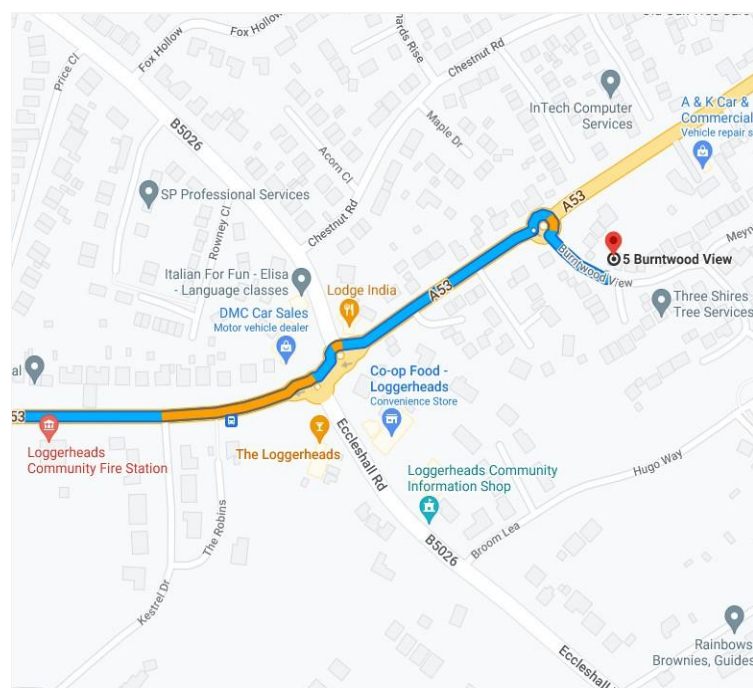 Fox Hollow
Fox Hollow
Price Cl
B5026
Chestnut Rd
Maple Dr
InTech Computer
Services
A & K Car &
Commercial
Vehicle repair s
Acorn Cl
SP Professional Services
Rowney Cl
Chestnut Rd
A53
5 Burntwood View
Burntwood View
Meyn
Italian For Fun - Elisa
- Language classes
Lodge India
A53
Three Shires
Tree Services
DMC Car Sales
Motor vehicle dealer
al
Co-op Food -
Loggerheads
Convenience Store
53
Loggerheads
Community Fire Station
The Loggerheads
Eccleshall Rd
Hugo Way
Loggerheads Community
Information Shop
The Robins
B5026
Broom Lea
Kestrel Dr
Eccleshall
Rainbows
Brownies, Guides